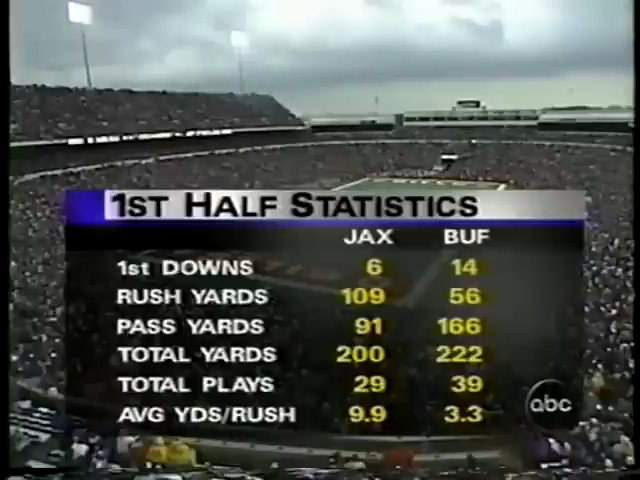 1ST HALF STATISTICS
JAX BUF
1st DOWNS 6 14
RUSH YARDS 109 56
PASS YARDS 91 166
TOTAL YARDS 200 222
TOTAL PLAYS 29 39
AVG YDS/RUSH 9.9 3.3
abc